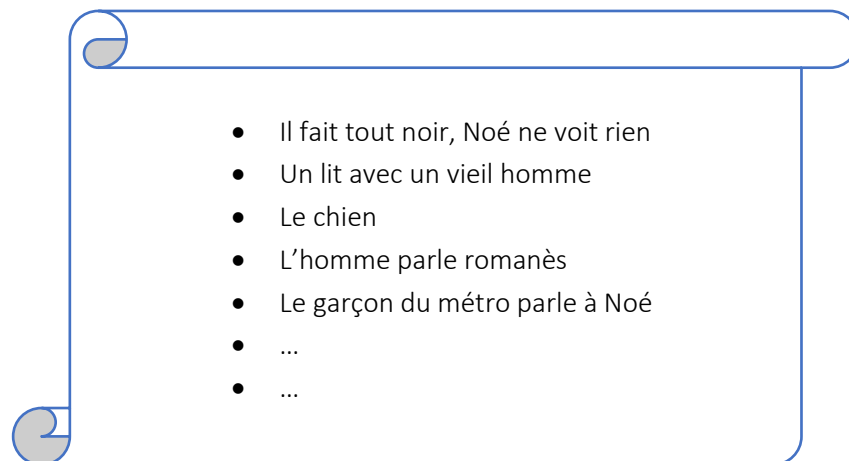 • Il fait tout noir, Noé ne voit rien
• Un lit avec un vieil homme
• Le chien
• L'homme parle romanès
• Le garçon du métro parle à Noé
• …
• …